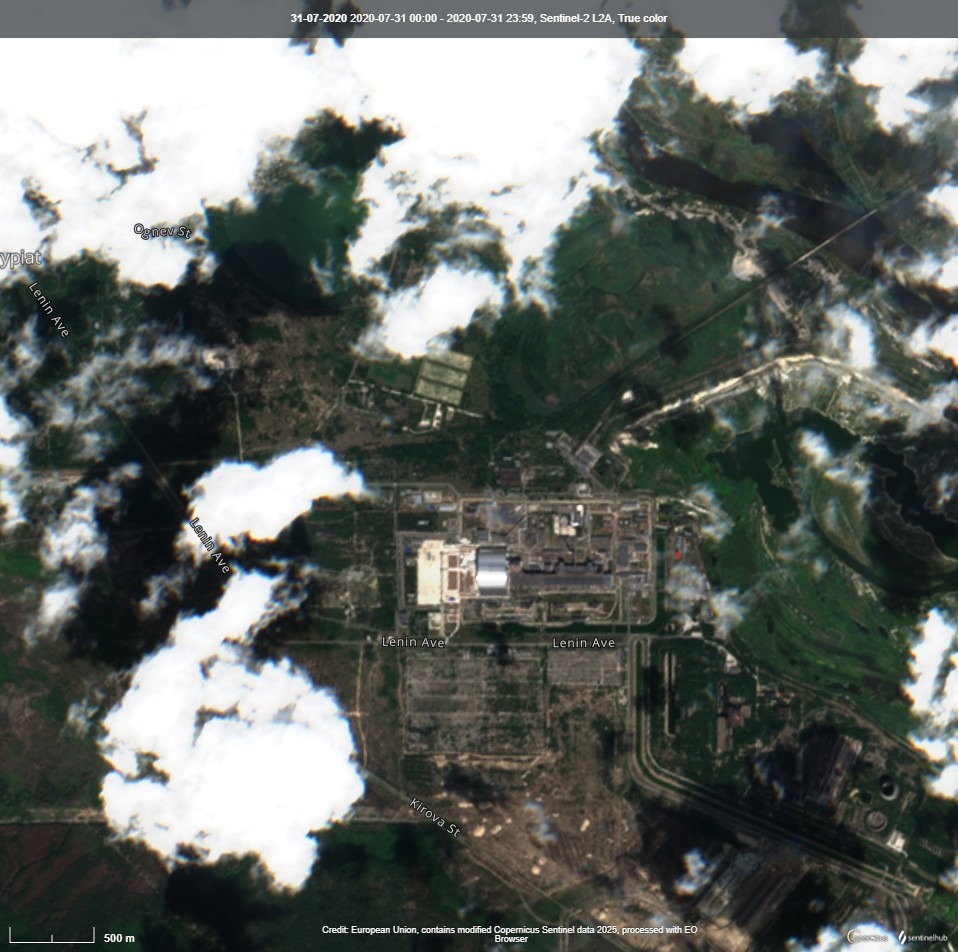 31-07-2020 2020-07-31 00:00 - 2020-07-31 23:59, Sentinel-2 L2A, True color
Ognev St
ypiat
Lenin Ave
Lenin Ave
Lenin Ave
Lenin Ave
Kirova St
500 m
Credit: European Union, contains modified Copernicus Sentinel data 2025, processed with EO
Browser
sentinelhub